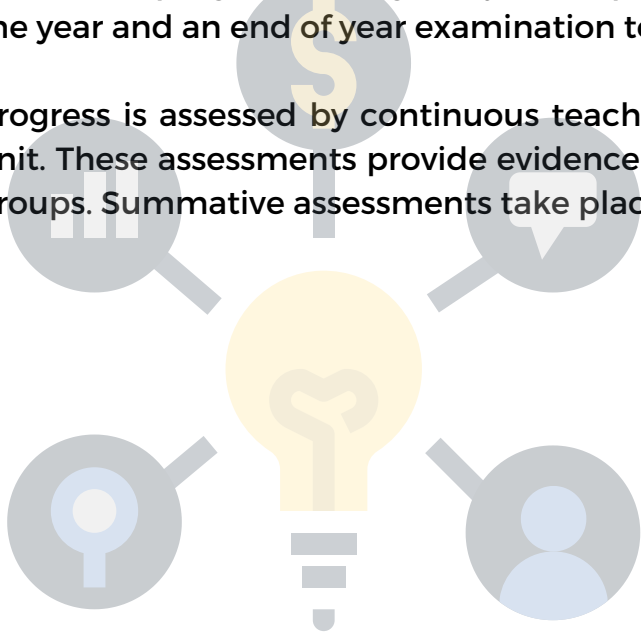 he year and an end of year examination to
rogress is assessed by continuous teach
nit. These assessments provide evidence
roups. Summative assessments take plac